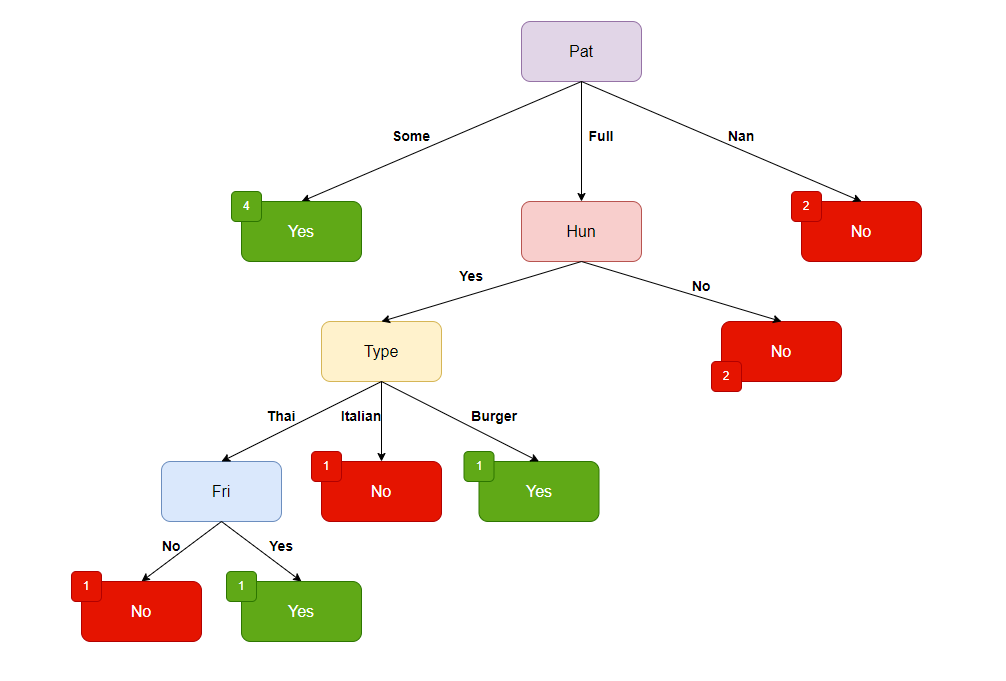 Pat
Some
Full
Nan
4
Yes
Hun
2
No
Yes
No
Type
No
2
Thai
Italian
Burger
Fri
1
No
1
Yes
No
Yes
1
No
1
Yes